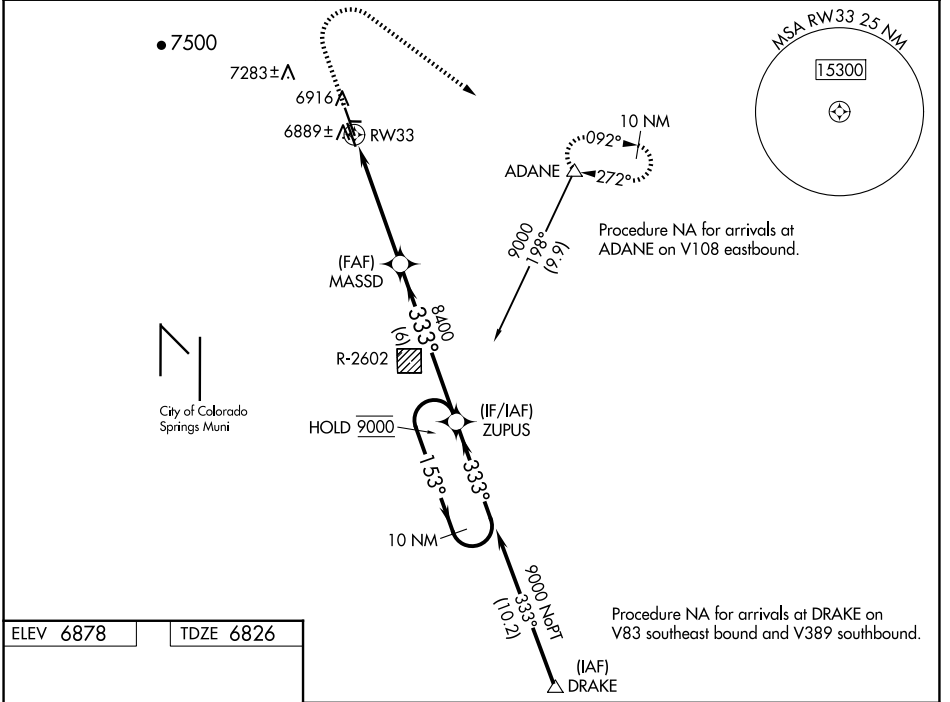 7500
7283±
6916
6889±
RW33
MSA RW33 25 NM
15300
10 NM
092°
ADANE
272°
Procedure NA for arrivals at
ADANE on V108 eastbound.
9000
198°
(9.9)
(FAF)
MASSD
8400
333°
(6)
R-2602
City of Colorado
Springs Muni
HOLD 9000
(IF/IAF)
ZUPUS
153°
333°
10 NM
9000 NoPT
333°
(10.2)
Procedure NA for arrivals at DRAKE on
V83 southeast bound and V389 southbound.
(IAF)
DRAKE
ELEV 6878
TDZE 6826